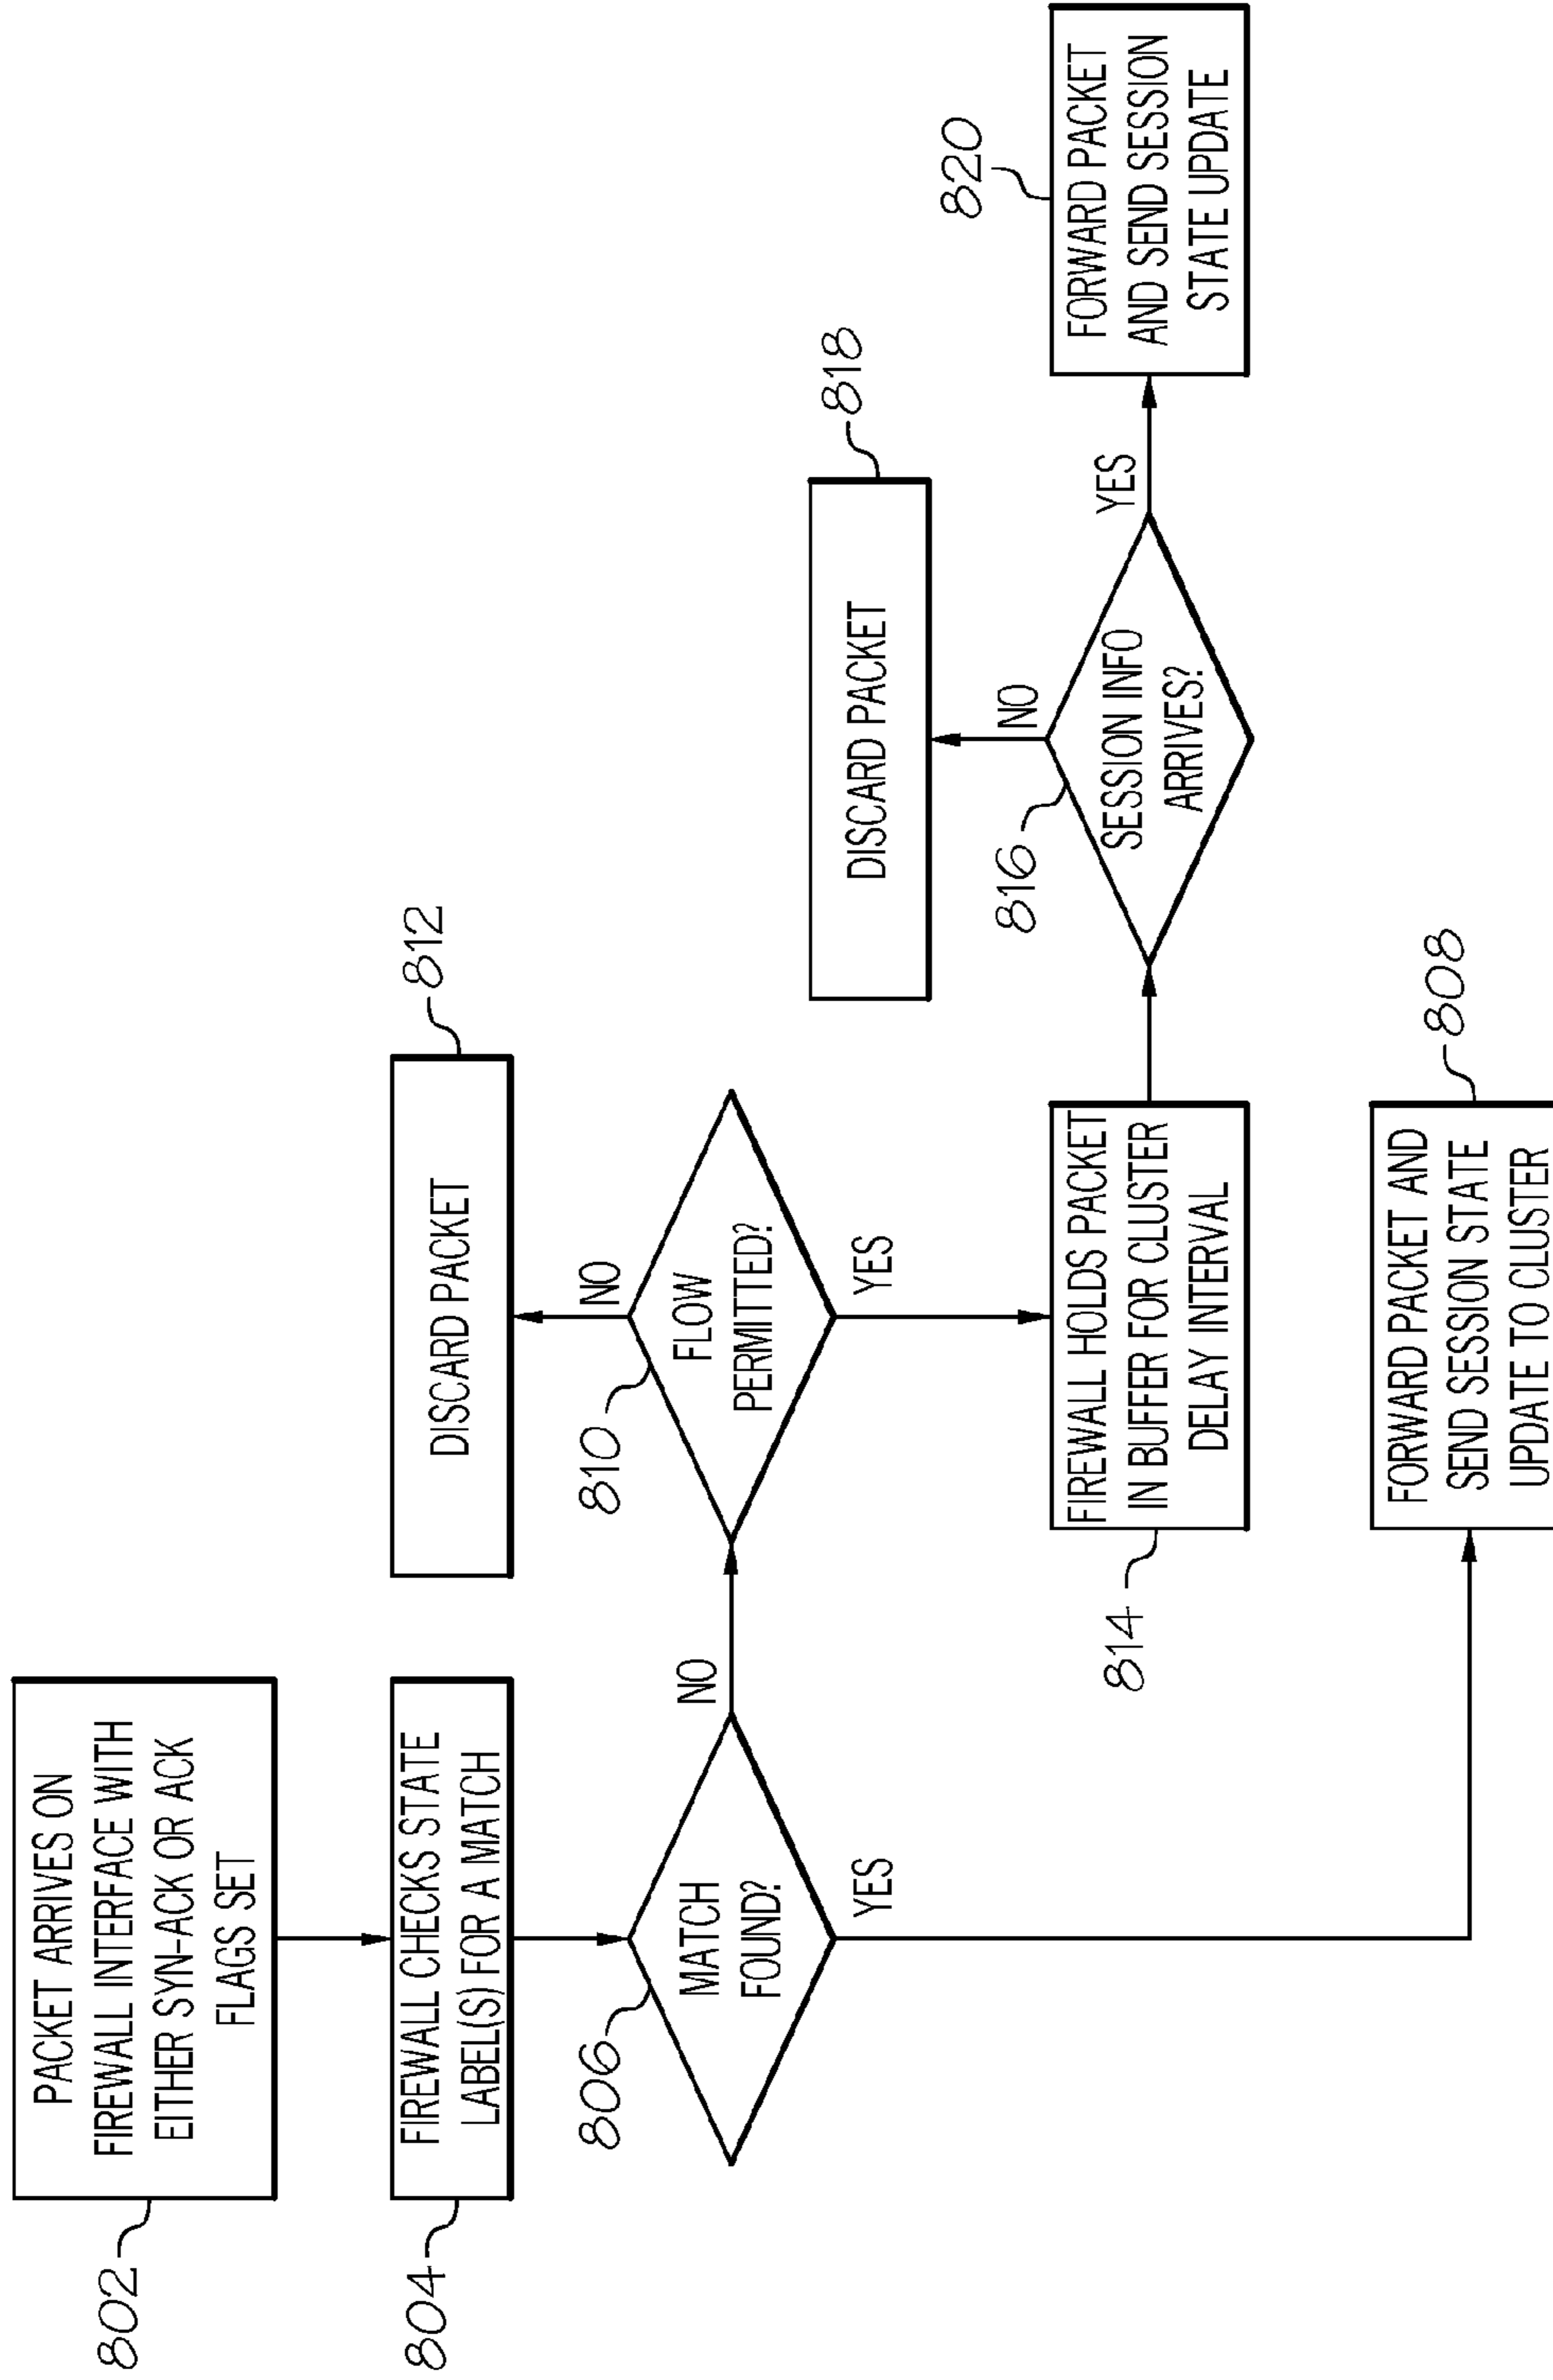 802
PACKET ARRIVES ON
FIREWALL INTERFACE WITH
EITHER SYN-ACK OR ACK
FLAGS SET
804
FIREWALL CHECKS STATE
LABEL(S) FOR A MATCH
806
MATCH
FOUND?
NO
YES
812
DISCARD PACKET
810
FLOW
PERMITTED?
NO
YES
814
FIREWALL HOLDS PACKET
IN BUFFER FOR CLUSTER
DELAY INTERVAL
808
FORWARD PACKET AND
SEND SESSION STATE
UPDATE TO CLUSTER
818
DISCARD PACKET
816
SESSION INFO
ARRIVES?
NO
YES
820
FORWARD PACKET
AND SEND SESSION
STATE UPDATE